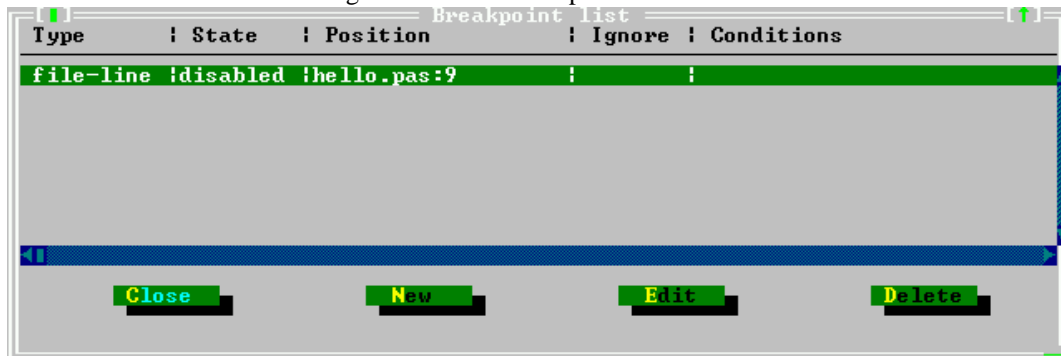 Breakpoint list
Type ¦ State ¦ Position ¦ Ignore ¦ Conditions
file-line ¦disabled ¦hello.pas:9 ¦ ¦
Close New Edit Delete